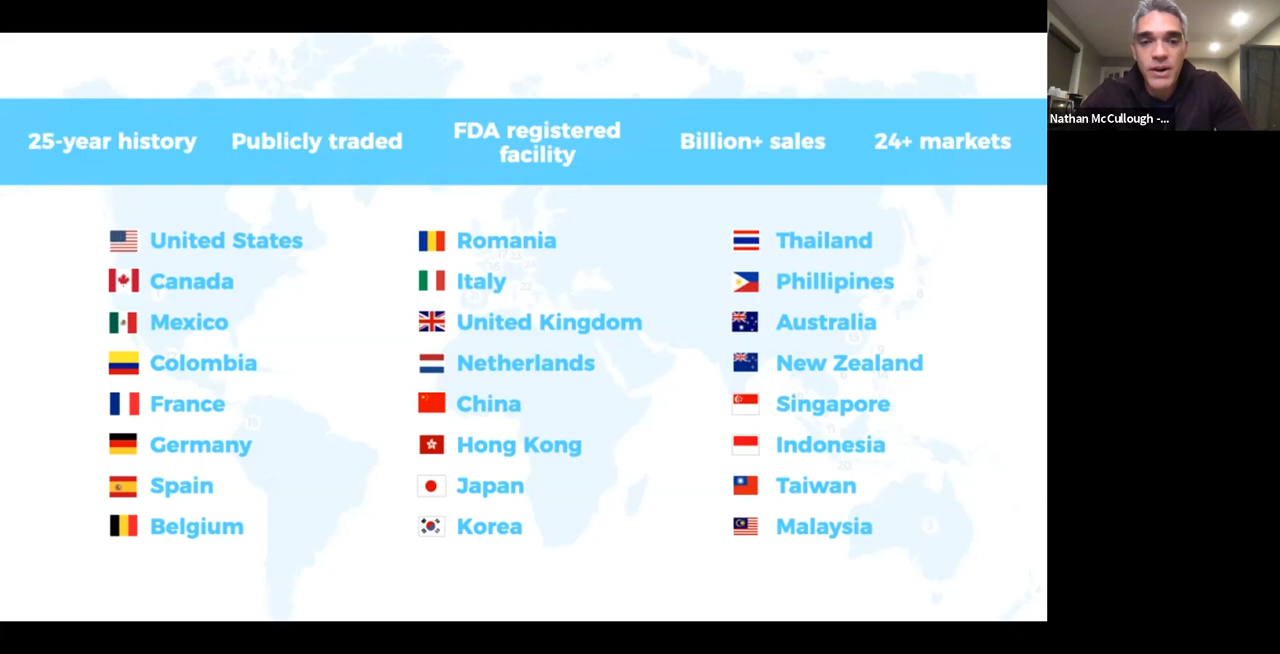 25-year history
Publicly traded
FDA registered
facility
Billion+ sales
24+ markets
United States
Canada
Mexico
Colombia
France
Germany
Spain
Belgium
Romania
Italy
United Kingdom
Netherlands
China
Hong Kong
Japan
Korea
Thailand
Phillipines
Australia
New Zealand
Singapore
Indonesia
Taiwan
Malaysia
Nathan McCullough -...